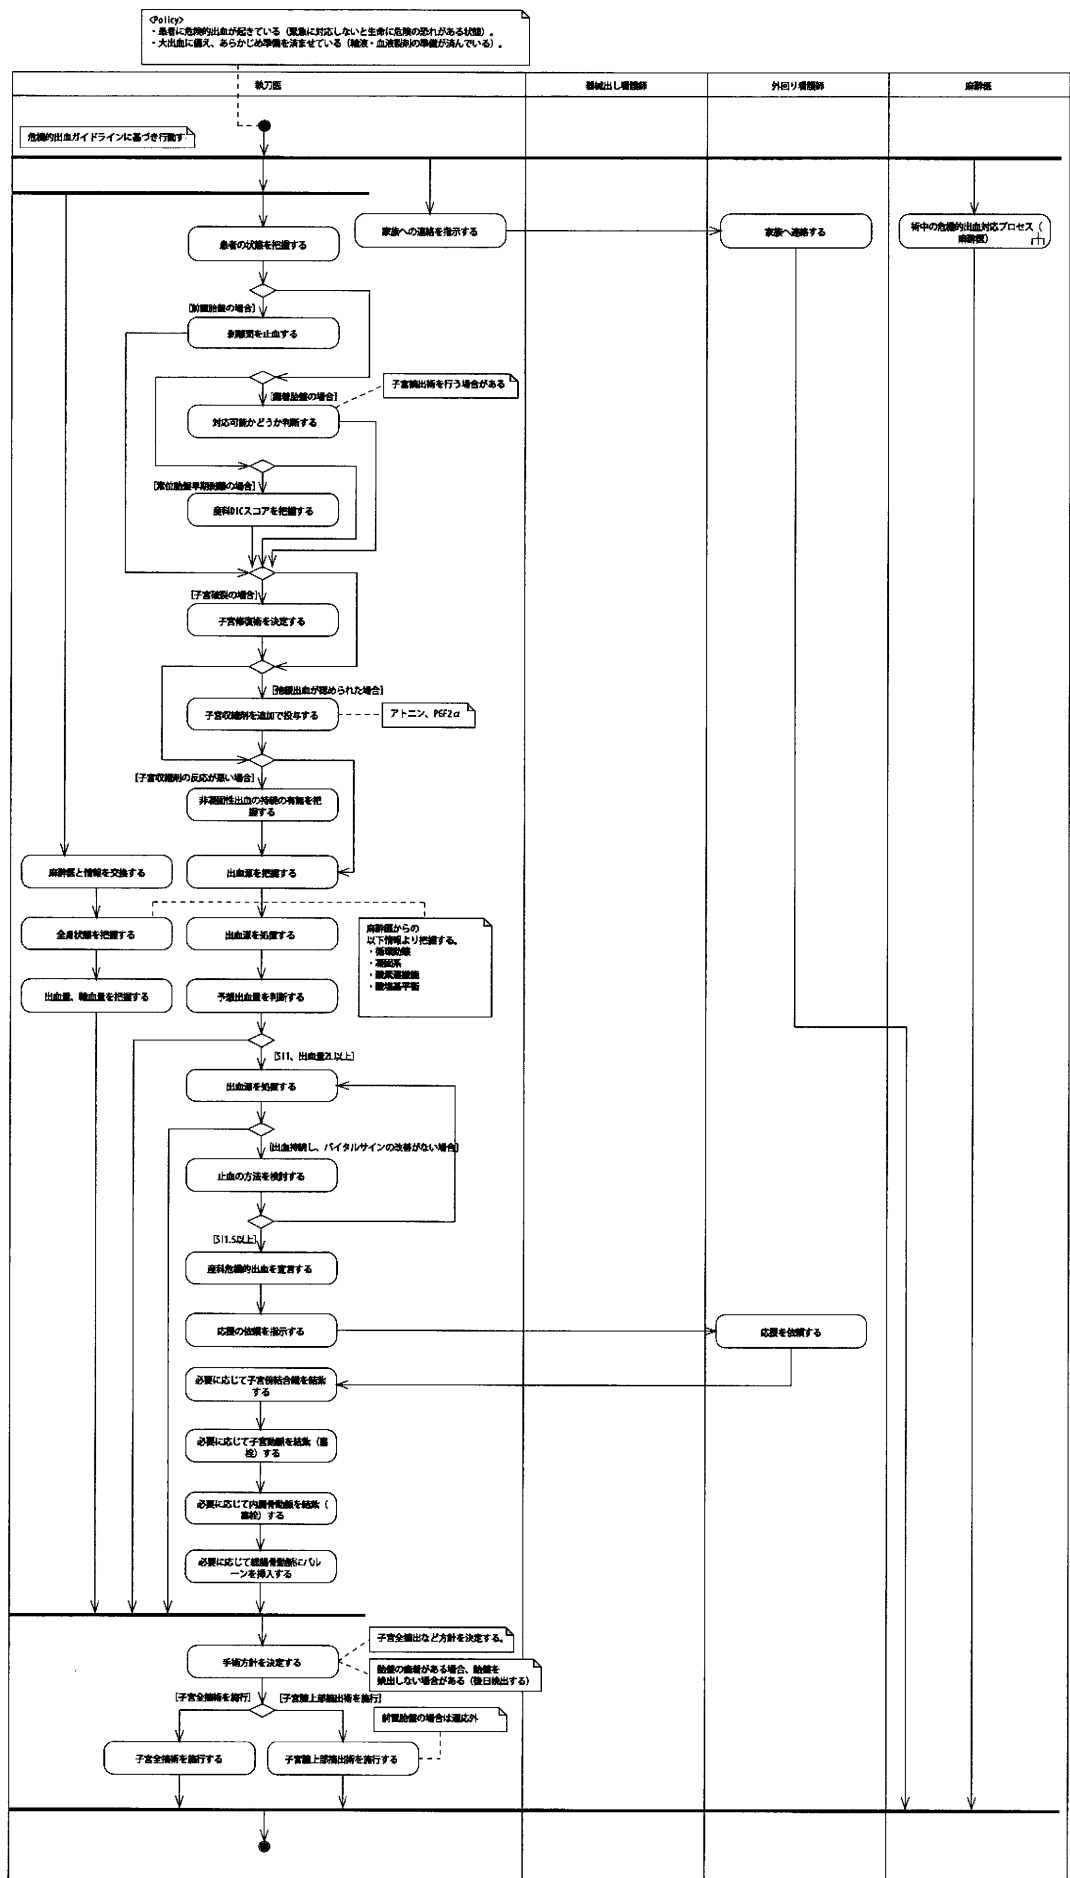 <Policy>
・患者に危機的出血が起きている（緊急に対応しないと生命に危険の恐れがある状態）。
・大出血に備え、あらかじめ準備を済ませている（輸液・血液製剤の準備が済んでいる）。
執刀医
器械出し看護師
外回り看護師
麻酔医
危機的出血ガイドラインに基づき行動す
患者の状態を把握する
家族への連絡を指示する
家族へ連絡する
術中の危機的出血対応プロセス（
麻酔医）
[前置胎盤の場合]
剥離面を止血する
子宮摘出術を行う場合がある
[癒着胎盤の場合]
対応可能かどうか判断する
[常位胎盤早期剥離の場合]
産科DICスコアを把握する
[子宮破裂の場合]
子宮修復術を決定する
[弛緩出血が認められた場合]
子宮収縮剤を追加で投与する
アトニン、PGF2α
[子宮収縮剤の反応が悪い場合]
非凝固性出血の持続の有無を把
握する
麻酔医と情報を交換する
出血源を把握する
全身状態を把握する
出血源を処置する
麻酔医からの
以下情報より把握する。
・循環動態
・凝固系
・酸素運搬能
・酸塩基平衡
出血量、輸血量を把握する
予想出血量を判断する
[SI1、出血量2L以上]
出血源を処置する
[出血持続し、バイタルサインの改善がない場合]
止血の方法を検討する
[SI1.5以上]
産科危機的出血を宣言する
応援の依頼を指示する
応援を依頼する
必要に応じて子宮腟結合織を結紮
する
必要に応じて子宮動脈を結紮（塞
栓）する
必要に応じて内腸骨動脈を結紮（
塞栓）する
必要に応じて総腸骨動脈にバル
ーンを挿入する
手術方針を決定する
子宮全摘出など方針を決定する。
胎盤の癒着がある場合、胎盤を
娩出しない場合がある（後日娩出する）
[子宮全摘術を施行]
[子宮腟上部摘出術を施行]
前置胎盤の場合は適応外
子宮全摘術を施行する
子宮腟上部摘出術を施行する